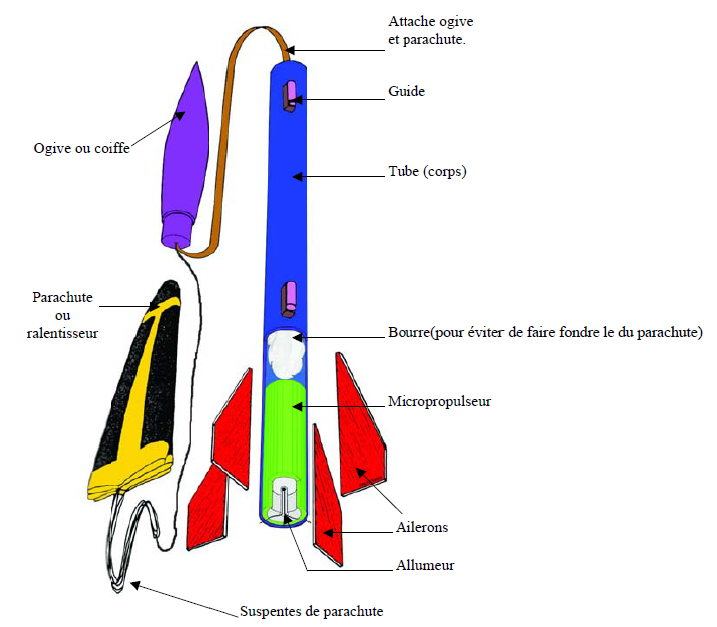 Attache ogive
et parachute.
Guide
Ogive ou coiffe
Tube (corps)
Parachute
ou
ralentisseur
Bourre(pour éviter de faire fondre le du parachute)
Micropropulseur
Ailerons
Allumeur
Suspentes de parachute